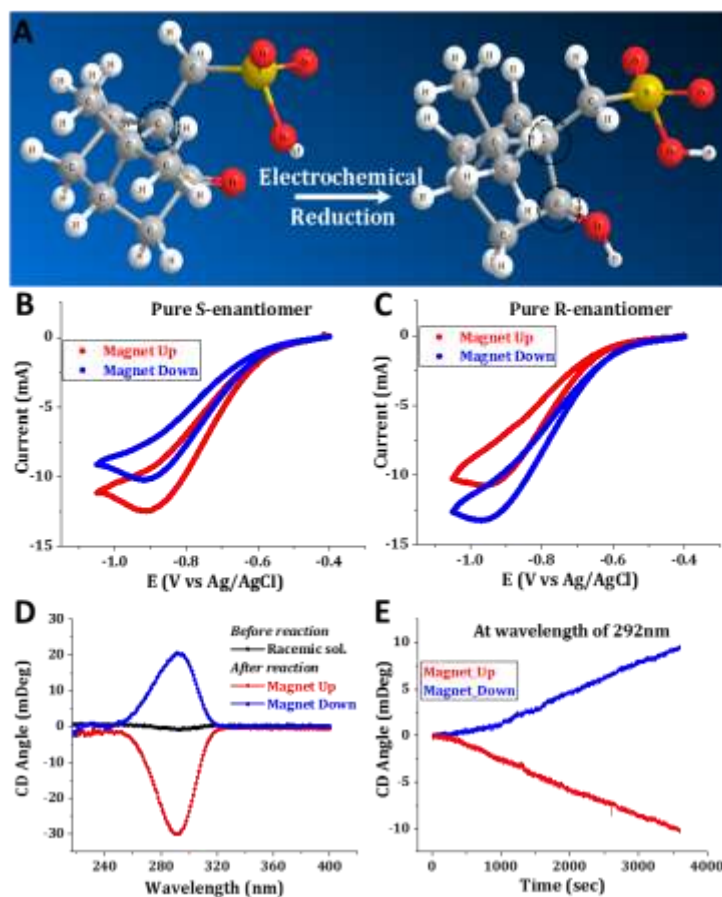 A
Electrochemical
Reduction
B
Pure S-enantiomer
Magnet Up
Magnet Down
0
-5
-10
-15
Current (mA)
-1.0
-0.8
-0.6
-0.4
E (V vs Ag/AgCl)
C
Pure R-enantiomer
Magnet Up
Magnet Down
0
-5
-10
-15
Current (mA)
-1.0
-0.8
-0.6
-0.4
E (V vs Ag/AgCl)
D
Before reaction
Racemic sol.
After reaction
Magnet Up
Magnet Down
30
20
10
0
-10
-20
-30
CD Angle (mDeg)
240
280
320
360
400
Wavelength (nm)
E
At wavelength of 292nm
Magnet_Up
Magnet_Down
10
5
0
-5
-10
CD Angle (mDeg)
0
1000
2000
3000
4000
Time (sec)